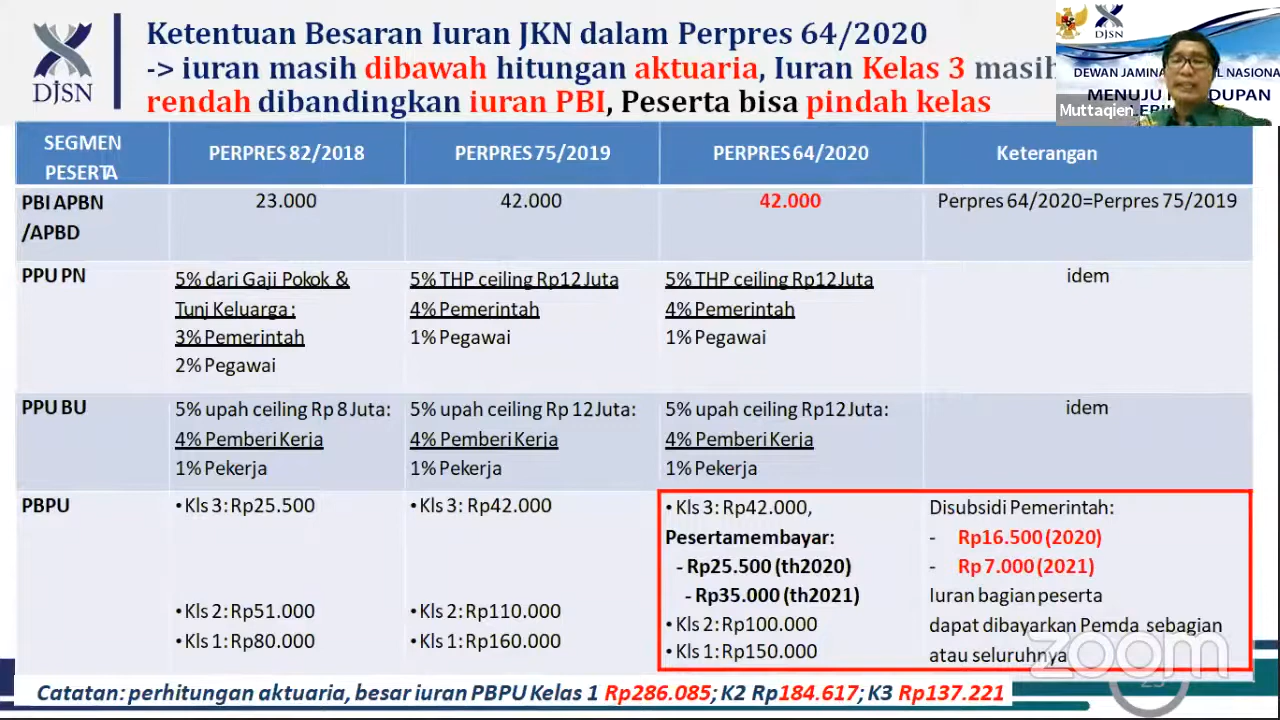 Ketentuan Besaran Iuran JKN dalam Perpres 64/2020
-> iuran masih dibawah hitungan aktuaria, Iuran Kelas 3 masih
rendah dibandingkan iuran PBI, Peserta bisa pindah kelas
DJSN
DJSN
DEWAN JAMINA NASIONA
MENUJU DUPAN
Muttaqien
SEGMEN
PESERTA
PERPRES 82/2018
PERPRES 75/2019
PERPRES 64/2020
Keterangan
PBI APBN
/APBD
23.000
42.000
42.000
Perpres 64/2020=Perpres 75/2019
PPU PN
5% dari Gaji Pokok &
Tunj Keluarga :
3% Pemerintah
2% Pegawai
5% THP ceiling Rp12 Juta
4% Pemerintah
1% Pegawai
5% THP ceiling Rp12Juta
4% Pemerintah
1% Pegawai
idem
PPU BU
5% upah ceiling Rp 8 Juta:
4% Pemberi Kerja
1% Pekerja
5% upah ceiling Rp 12Juta:
4% Pemberi Kerja
1% Pekerja
5% upah ceiling Rp12Juta:
4% Pemberi Kerja
1% Pekerja
idem
PBPU
• Kls 3: Rp25.500
• Kls 2: Rp51.000
• Kls 1: Rp80.000
• Kls 3: Rp42.000
• Kls 2: Rp110.000
• Kls 1: Rp160.000
• Kls 3: Rp42.000,
Pesertamembayar:
- Rp25.500 (th2020)
- Rp35.000 (th2021)
• Kls 2: Rp100.000
• Kls 1: Rp150.000
Disubsidi Pemerintah:
- Rp16.500 (2020)
- Rp 7.000 (2021)
Iuran bagian peserta
dapat dibayarkan Pemda sebagian
atau seluruhnya
zoom
Catatan: perhitungan aktuaria, besar iuran PBPU Kelas 1 Rp286.085; K2 Rp184.617; K3 Rp137.221